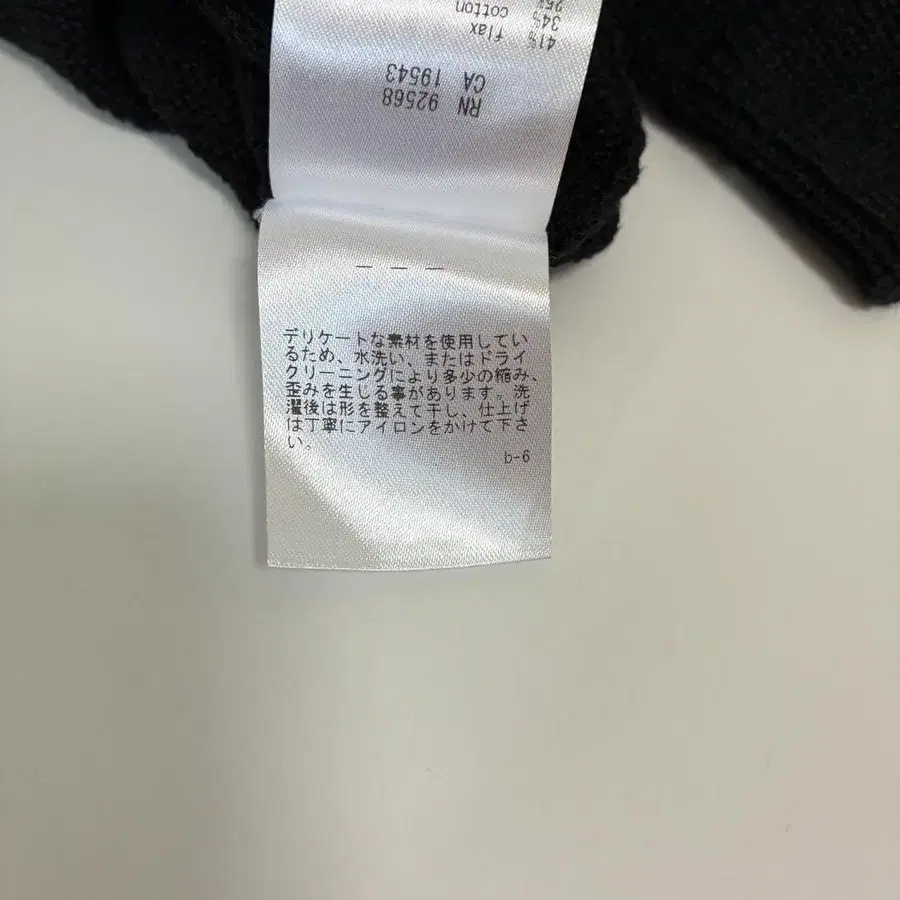 41% flax
34% cotton
25%
RN 92568
CA 19543
デリケートな素材を使用してい
るため、水洗い、またはドライ
クリーニングにより多少の縮み、
歪みを生じる事があります。洗
濯後は形を整えて干し、仕上げ
は丁寧にアイロンをかけて下さ
い。
b-6